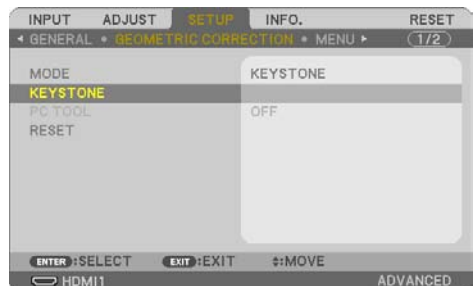 INPUT ADJUST SETUP INFO. RESET
◂ GENERAL • GEOMETRIC CORRECTION • MENU ▸ (1/2)
MODE KEYSTONE
KEYSTONE
PC TOOL OFF
RESET
ENTER :SELECT EXIT :EXIT ⬍:MOVE
HDMI1 ADVANCED